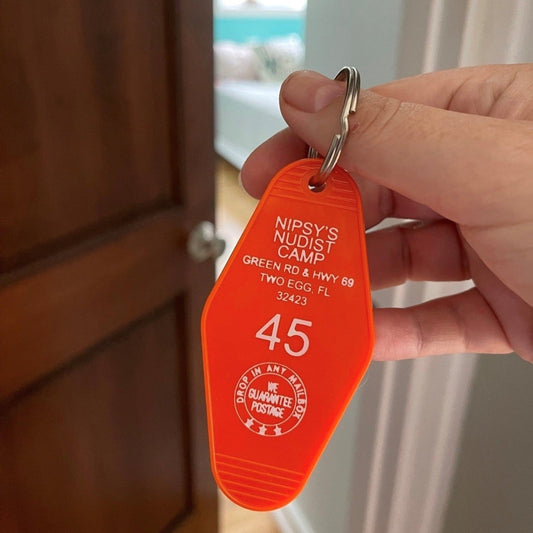 NIPSY'S
NUDIST
CAMP
GREEN RD & HWY 69
TWO EGG, FL
32423
45
DROP IN ANY MAILBOX
WE
GUARANTEE
POSTAGE